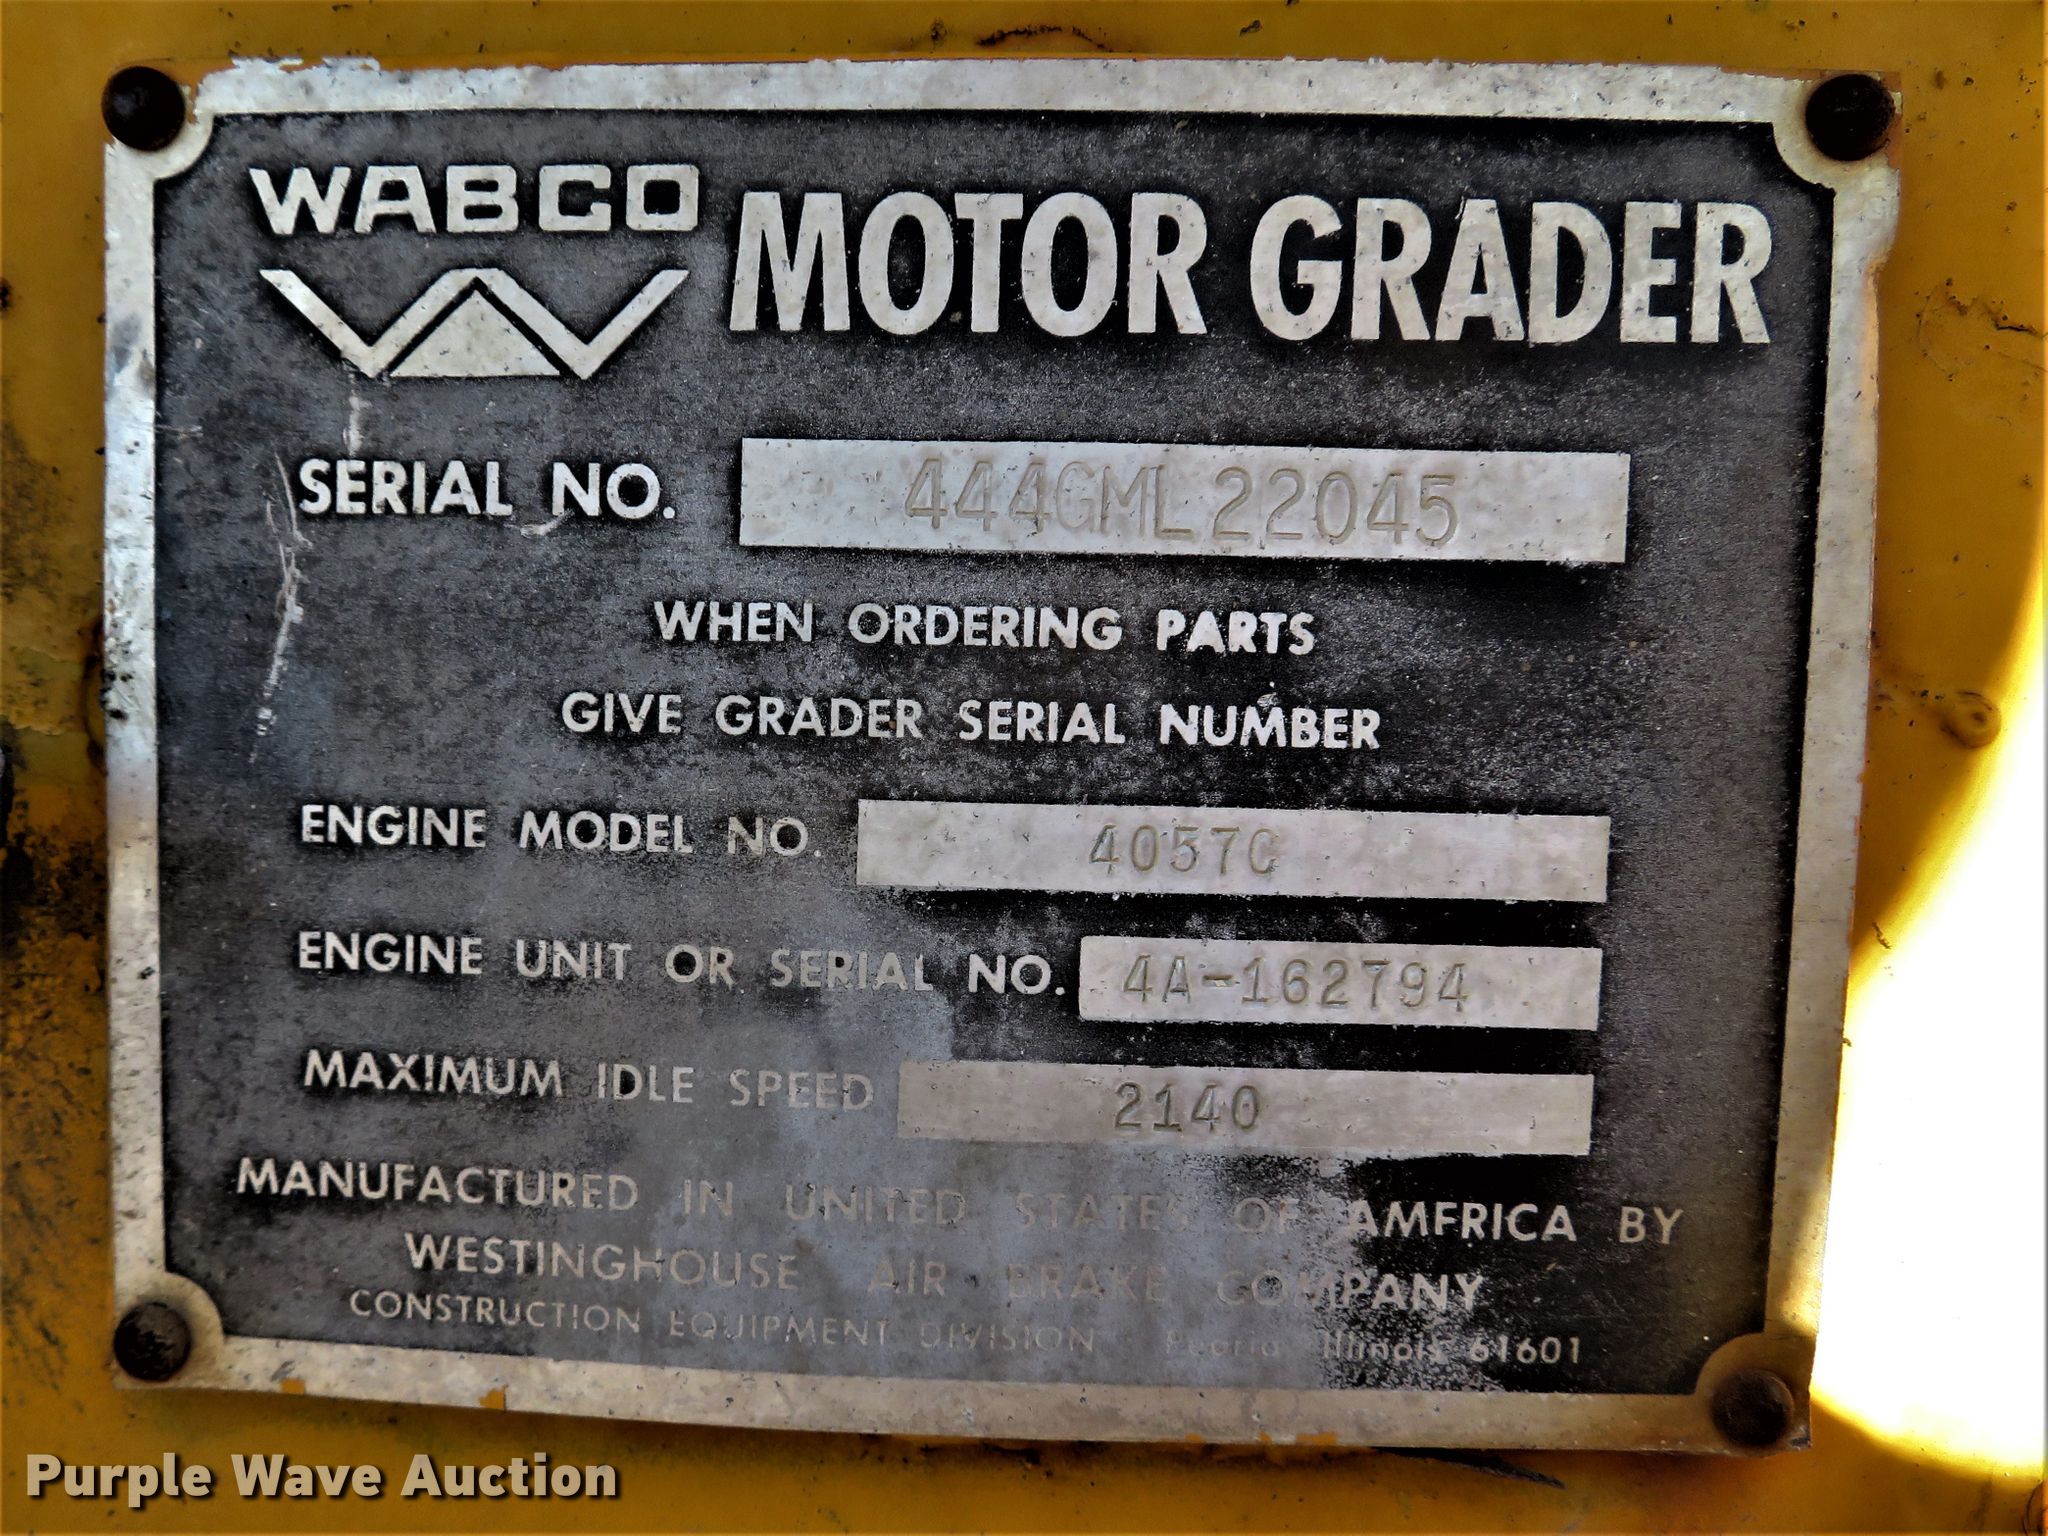 WABCO MOTOR GRADER
SERIAL NO. 444GML22045
WHEN ORDERING PARTS
GIVE GRADER SERIAL NUMBER
ENGINE MODEL NO. 4057C
ENGINE UNIT OR SERIAL NO. 4A-162794
MAXIMUM IDLE SPEED 2140
MANUFACTURED IN UNITED STATES OF AMERICA BY
WESTINGHOUSE AIR BRAKE COMPANY
CONSTRUCTION EQUIPMENT DIVISION Peoria Illinois 61601
Purple Wave Auction